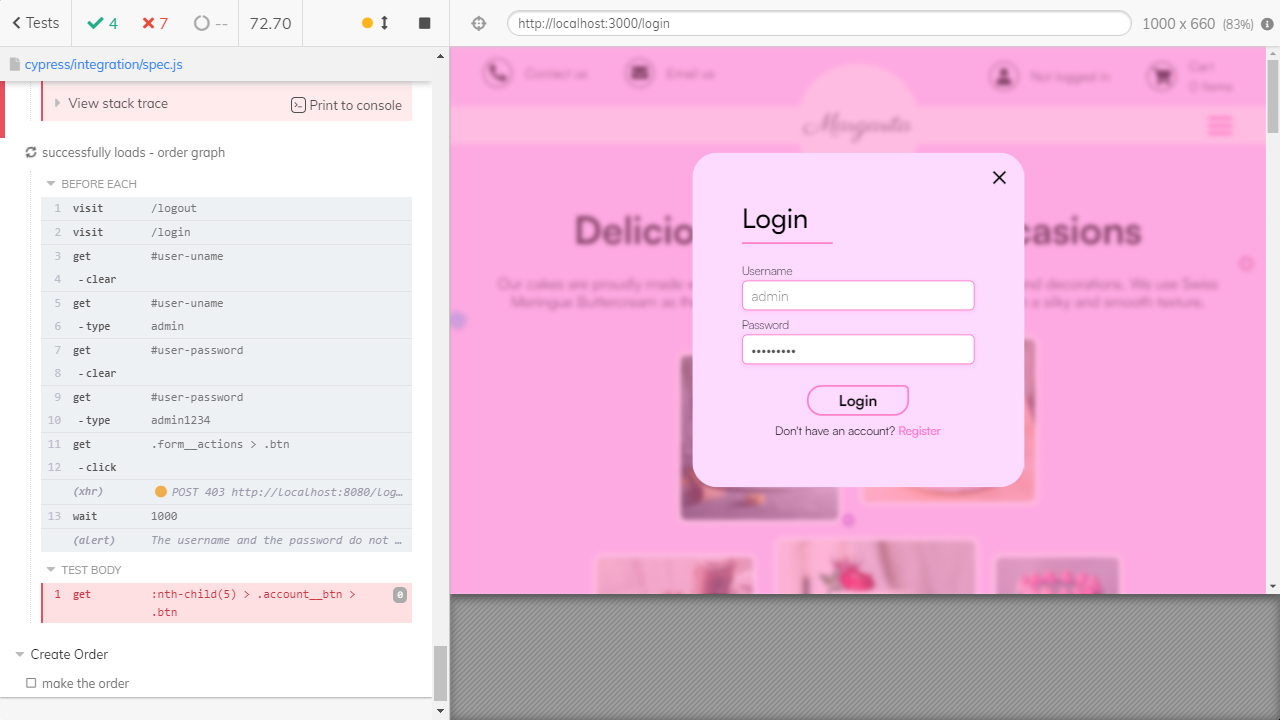 Tests
4
7
--
72.70
http://localhost:3000/login
1000 x 660 (83%)
cypress/integration/spec.js
View stack trace
Print to console
successfully loads - order graph
BEFORE EACH
1 visit /logout
2 visit /login
3 get #user-uname
4 -clear
5 get #user-uname
6 -type admin
7 get #user-password
8 -clear
9 get #user-password
10 -type admin1234
11 get .form__actions > .btn
12 -click
(xhr) POST 403 http://localhost:8080/log…
13 wait 1000
(alert) The username and the password do not …
TEST BODY
1 get :nth-child(5) > .account__btn > 0
.btn
Create Order
make the order
Contact us
Email us
Not logged in
Cart
0 items
Margarita
Delicio
casions
Our cakes are proudly made
nd decorations. We use Swiss
Meringue Buttercream as the
n a silky and smooth texture.
Login
Username
admin
Password
•••••••••
Login
Don't have an account? Register